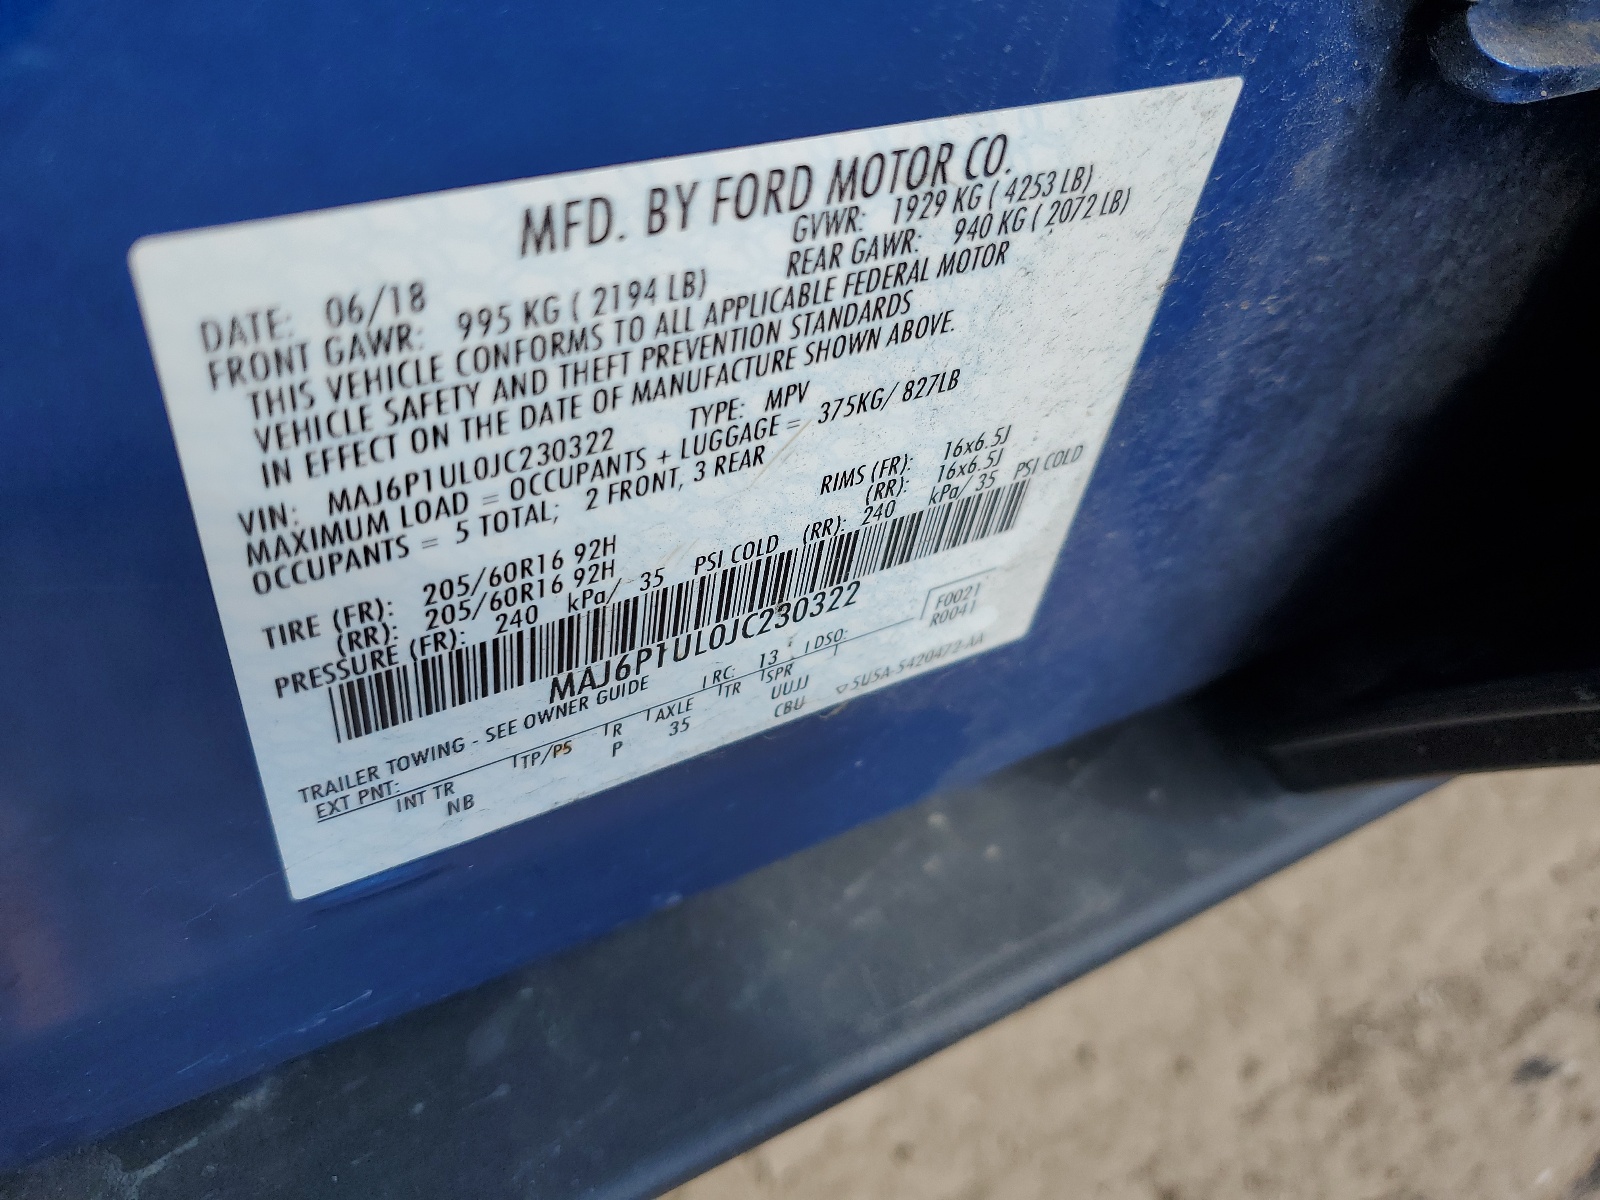 MFD. BY FORD MOTOR CO.
DATE: 06/18 GVWR: 1929 KG ( 4253 LB)
FRONT GAWR: 995 KG ( 2194 LB) REAR GAWR: 940 KG ( 2072 LB)
THIS VEHICLE CONFORMS TO ALL APPLICABLE FEDERAL MOTOR
VEHICLE SAFETY AND THEFT PREVENTION STANDARDS
IN EFFECT ON THE DATE OF MANUFACTURE SHOWN ABOVE.
VIN: MAJ6P1UL0JC230322 TYPE: MPV
MAXIMUM LOAD = OCCUPANTS + LUGGAGE = 375KG/ 827LB
OCCUPANTS = 5 TOTAL; 2 FRONT, 3 REAR
TIRE (FR): 205/60R16 92H RIMS (FR): 16x6.5J
(RR): 205/60R16 92H (RR): 16x6.5J
PRESSURE (FR): 240 kPa/ 35 PSI COLD (RR): 240 kPa/ 35 PSI COLD
MAJ6P1UL0JC230322
F0021
R0041
TRAILER TOWING - SEE OWNER GUIDE
EXT PNT: RC: 13 DSO:
INT TR TP/PS R AXLE TR SPR
NB P 35 UUJJ
CBU
5U5A-5420472-AA